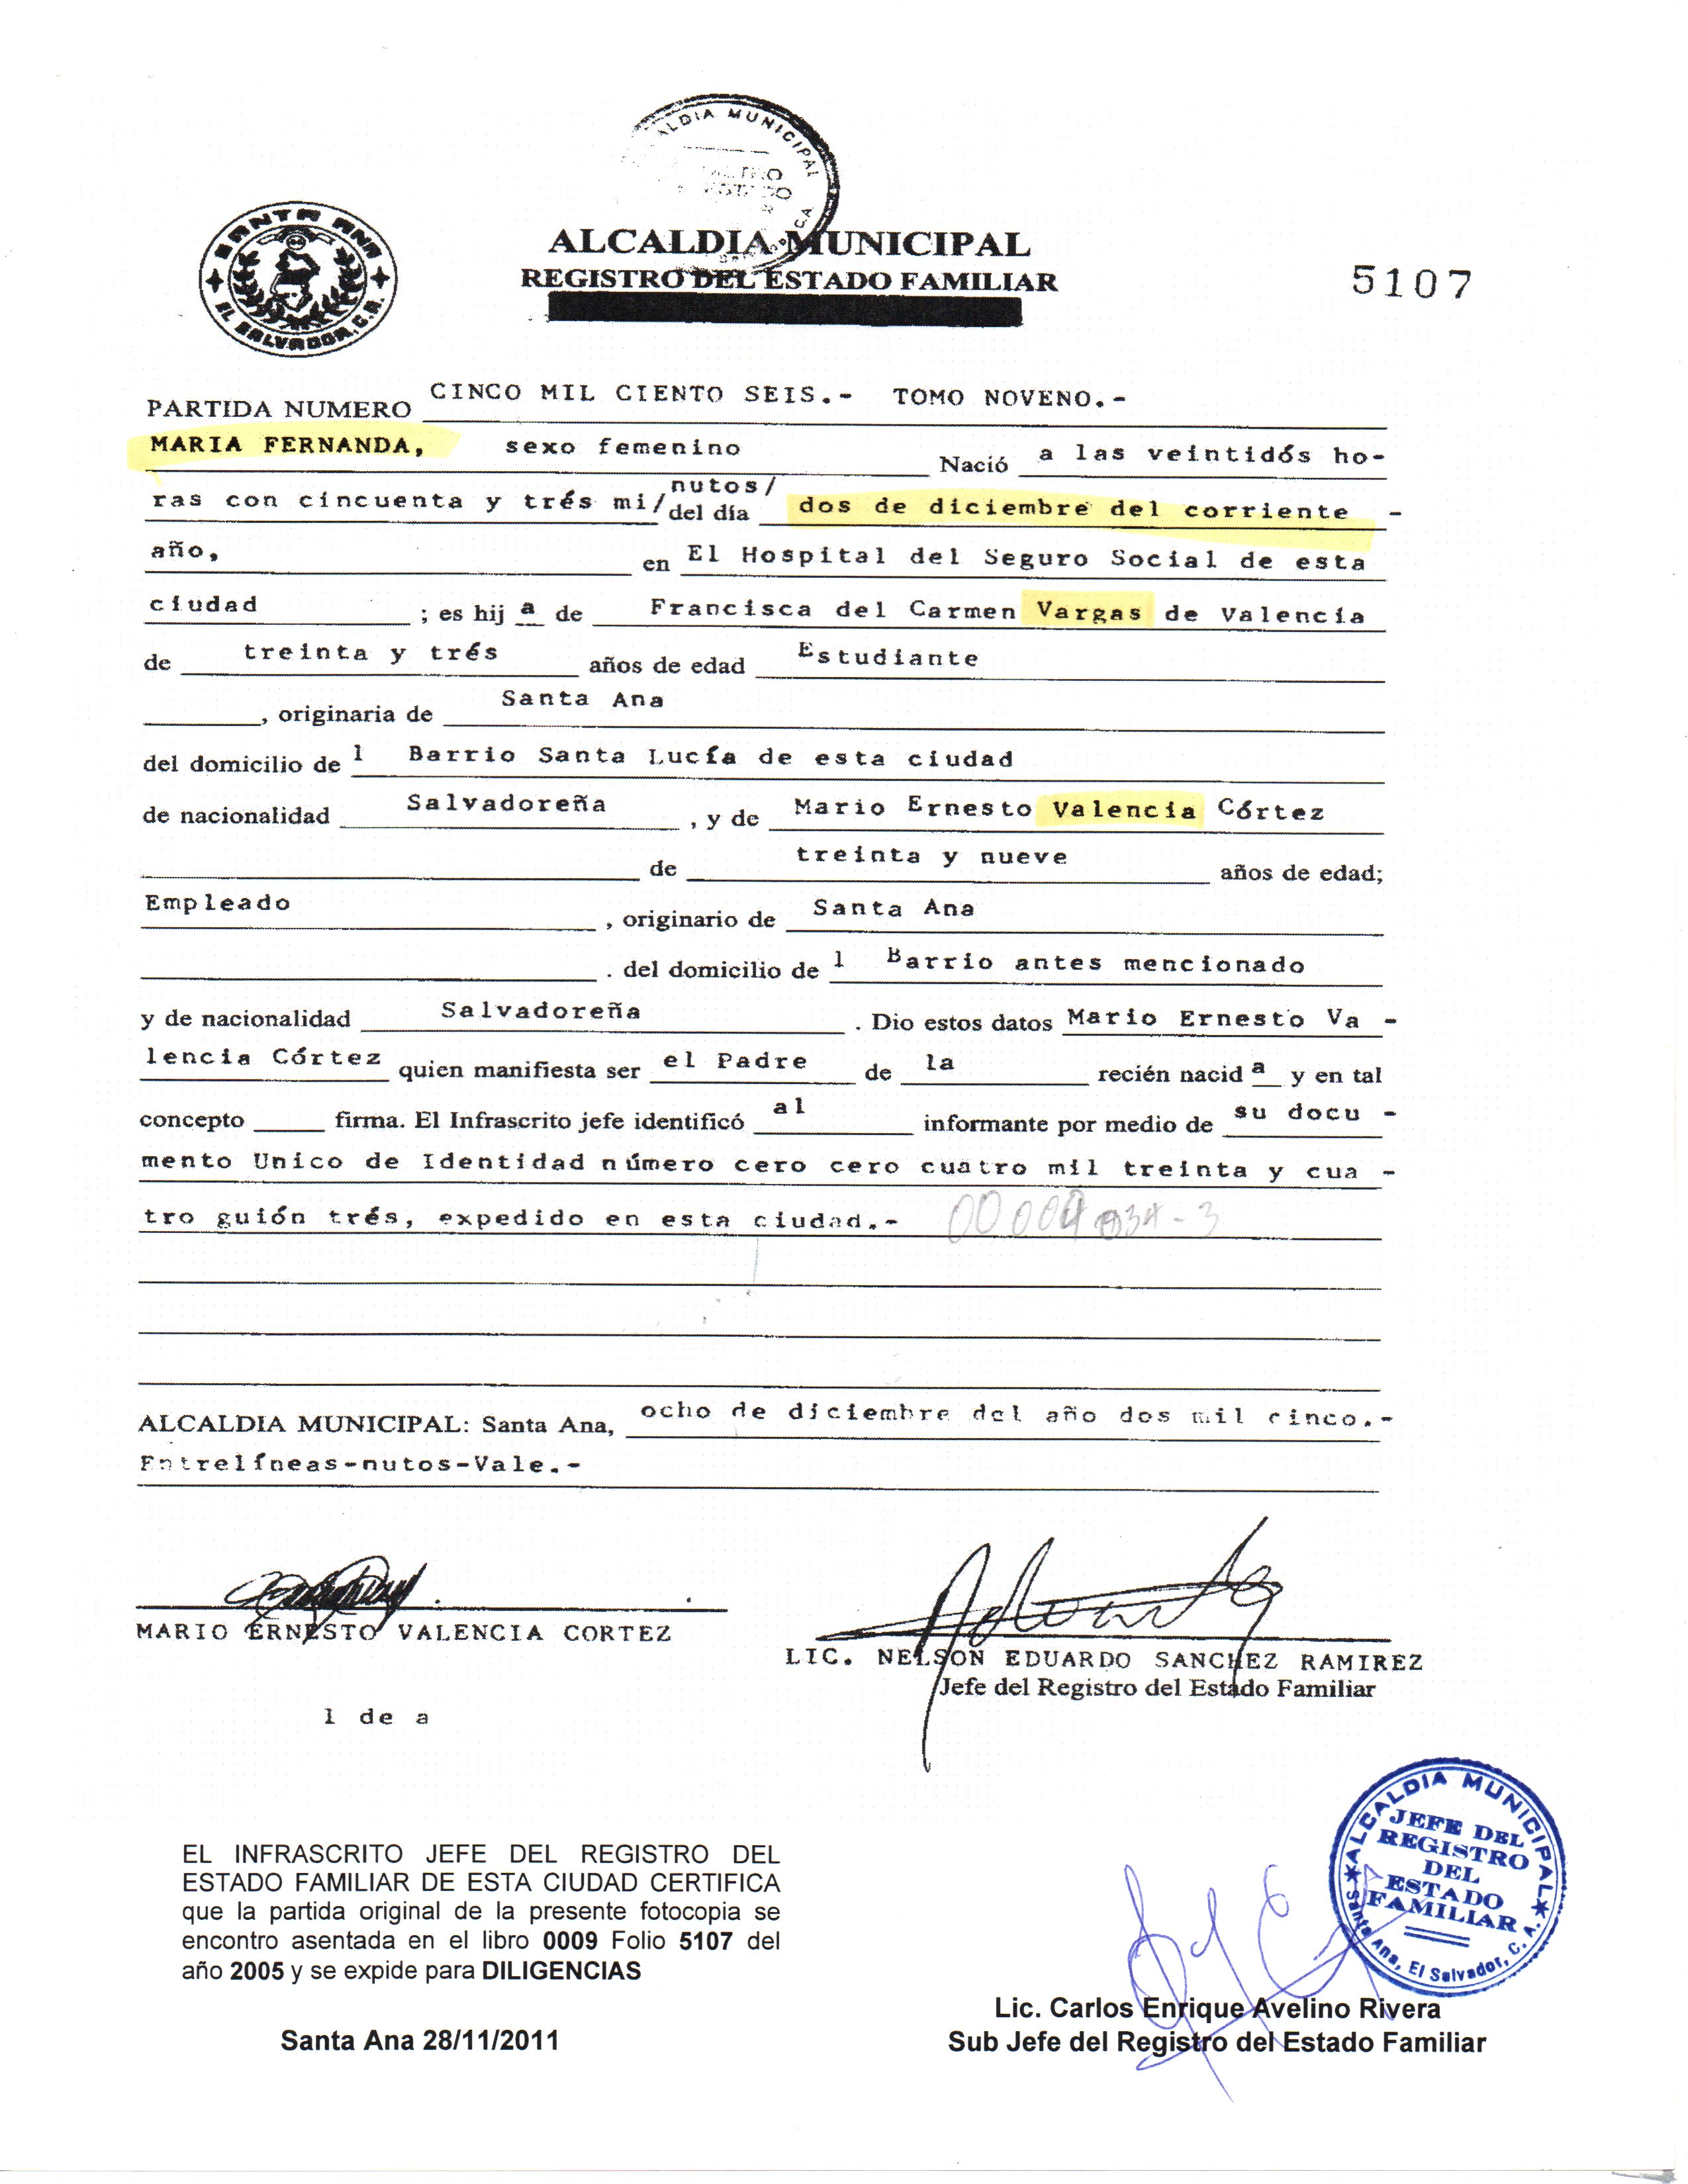 ALDIA MUNICIPAL
SANTA ANA
EL SALVADOR, C.A.
ALCALDIA MUNICIPAL
REGISTRO DEL ESTADO FAMILIAR
5107
PARTIDA NUMERO CINCO MIL CIENTO SEIS.- TOMO NOVENO.-
MARIA FERNANDA, sexo femenino Nació a las veintidós ho-
ras con cincuenta y trés mi/nutos/ del día dos de diciembre del corriente -
año, en El Hospital del Seguro Social de esta
ciudad ; es hij a de Francisca del Carmen Vargas de Valencia
de treinta y trés años de edad Estudiante
, originaria de Santa Ana
del domicilio de l Barrio Santa Lucía de esta ciudad
de nacionalidad Salvadoreña , y de Mario Ernesto Valencia Córtez
de treinta y nueve años de edad;
Empleado , originario de Santa Ana
. del domicilio de l Barrio antes mencionado
y de nacionalidad Salvadoreña . Dio estos datos Mario Ernesto Va -
lencia Córtez quien manifiesta ser el Padre de la recién nacid a y en tal
concepto firma. El Infrascrito jefe identificó al informante por medio de su docu -
mento Unico de Identidad número cero cero cuatro mil treinta y cua -
tro guión trés, expedido en esta ciudad.- 00004034-3
ALCALDIA MUNICIPAL: Santa Ana, ocho de diciembre del año dos mil cinco.-
Entrelíneas-nutos-Vale.-
MARIO ERNESTO VALENCIA CORTEZ
LIC. NELSON EDUARDO SANCHEZ RAMIREZ
Jefe del Registro del Estado Familiar
l de a
EL INFRASCRITO JEFE DEL REGISTRO DEL
ESTADO FAMILIAR DE ESTA CIUDAD CERTIFICA
que la partida original de la presente fotocopia se
encontro asentada en el libro 0009 Folio 5107 del
año 2005 y se expide para DILIGENCIAS
Santa Ana 28/11/2011
ALCALDIA MUNICIPAL
JEFE DEL
REGISTRO
DEL
ESTADO
FAMILIAR
Santa Ana, El Salvador, C. A.
Lic. Carlos Enrique Avelino Rivera
Sub Jefe del Registro del Estado Familiar